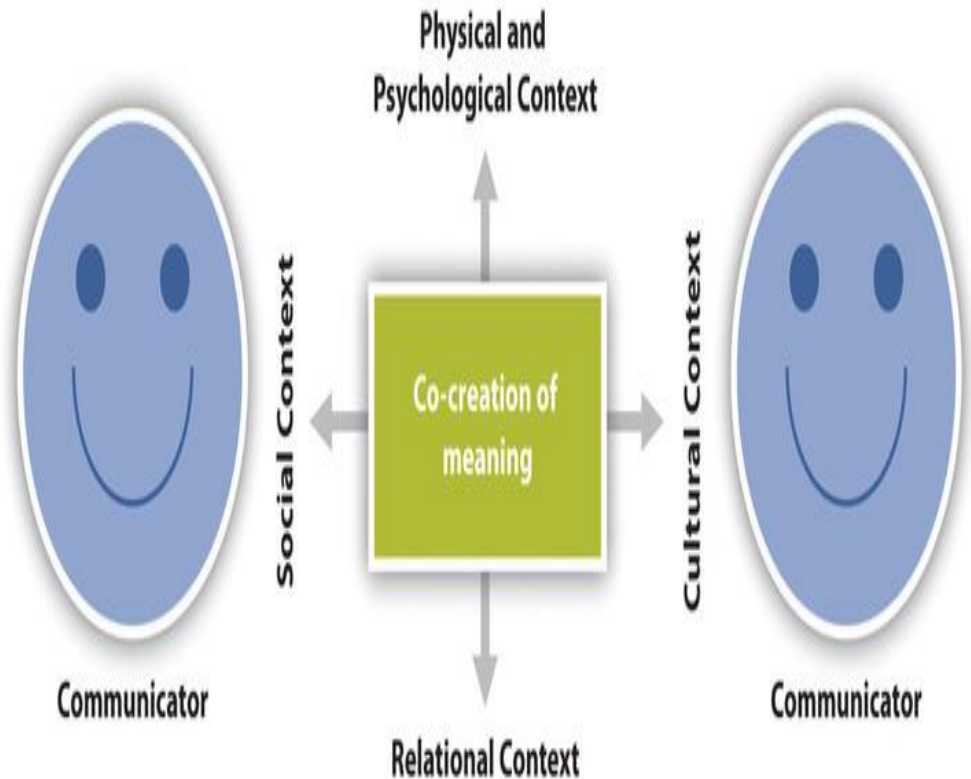 Physical and
Psychological Context
Social Context
Co-creation of
meaning
Cultural Context
Communicator
Communicator
Relational Context